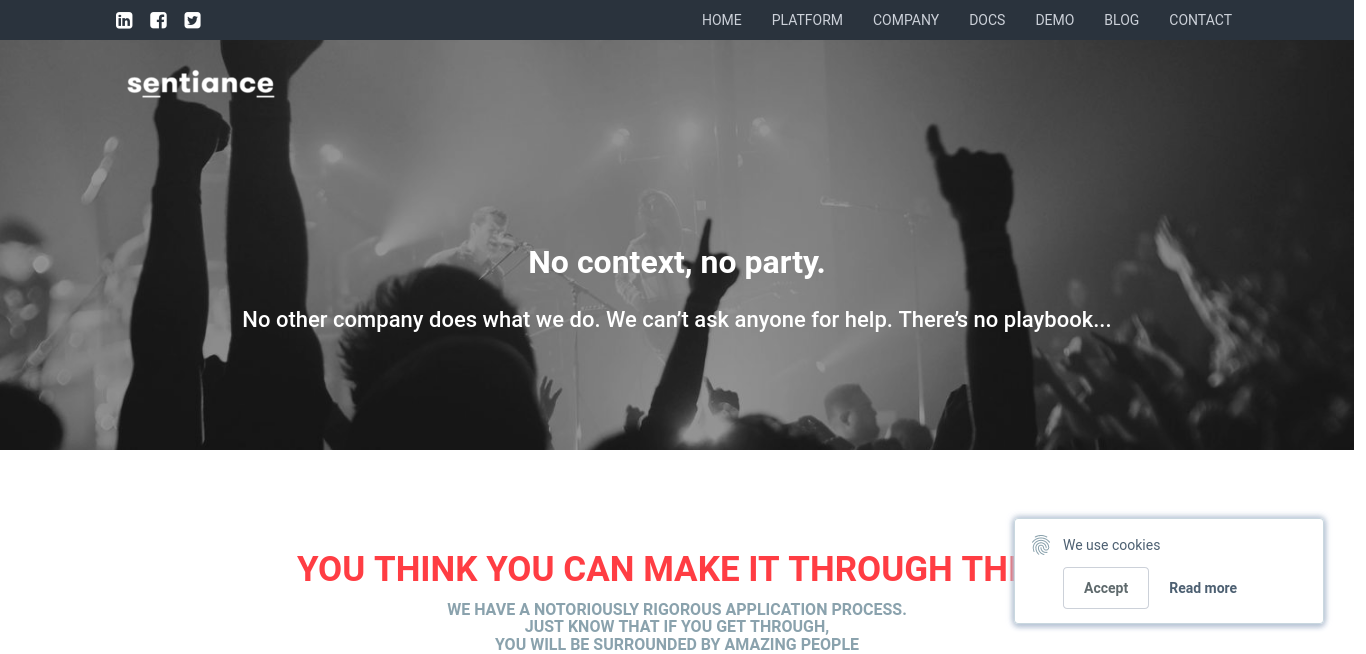 HOME PLATFORM COMPANY DOCS DEMO BLOG CONTACT
sentiance
No context, no party.
No other company does what we do. We can't ask anyone for help. There's no playbook...
YOU THINK YOU CAN MAKE IT THROUGH
WE HAVE A NOTORIOUSLY RIGOROUS APPLICATION PROCESS.
JUST KNOW THAT IF YOU GET THROUGH,
YOU WILL BE SURROUNDED BY AMAZING PEOPLE
We use cookies
Accept Read more